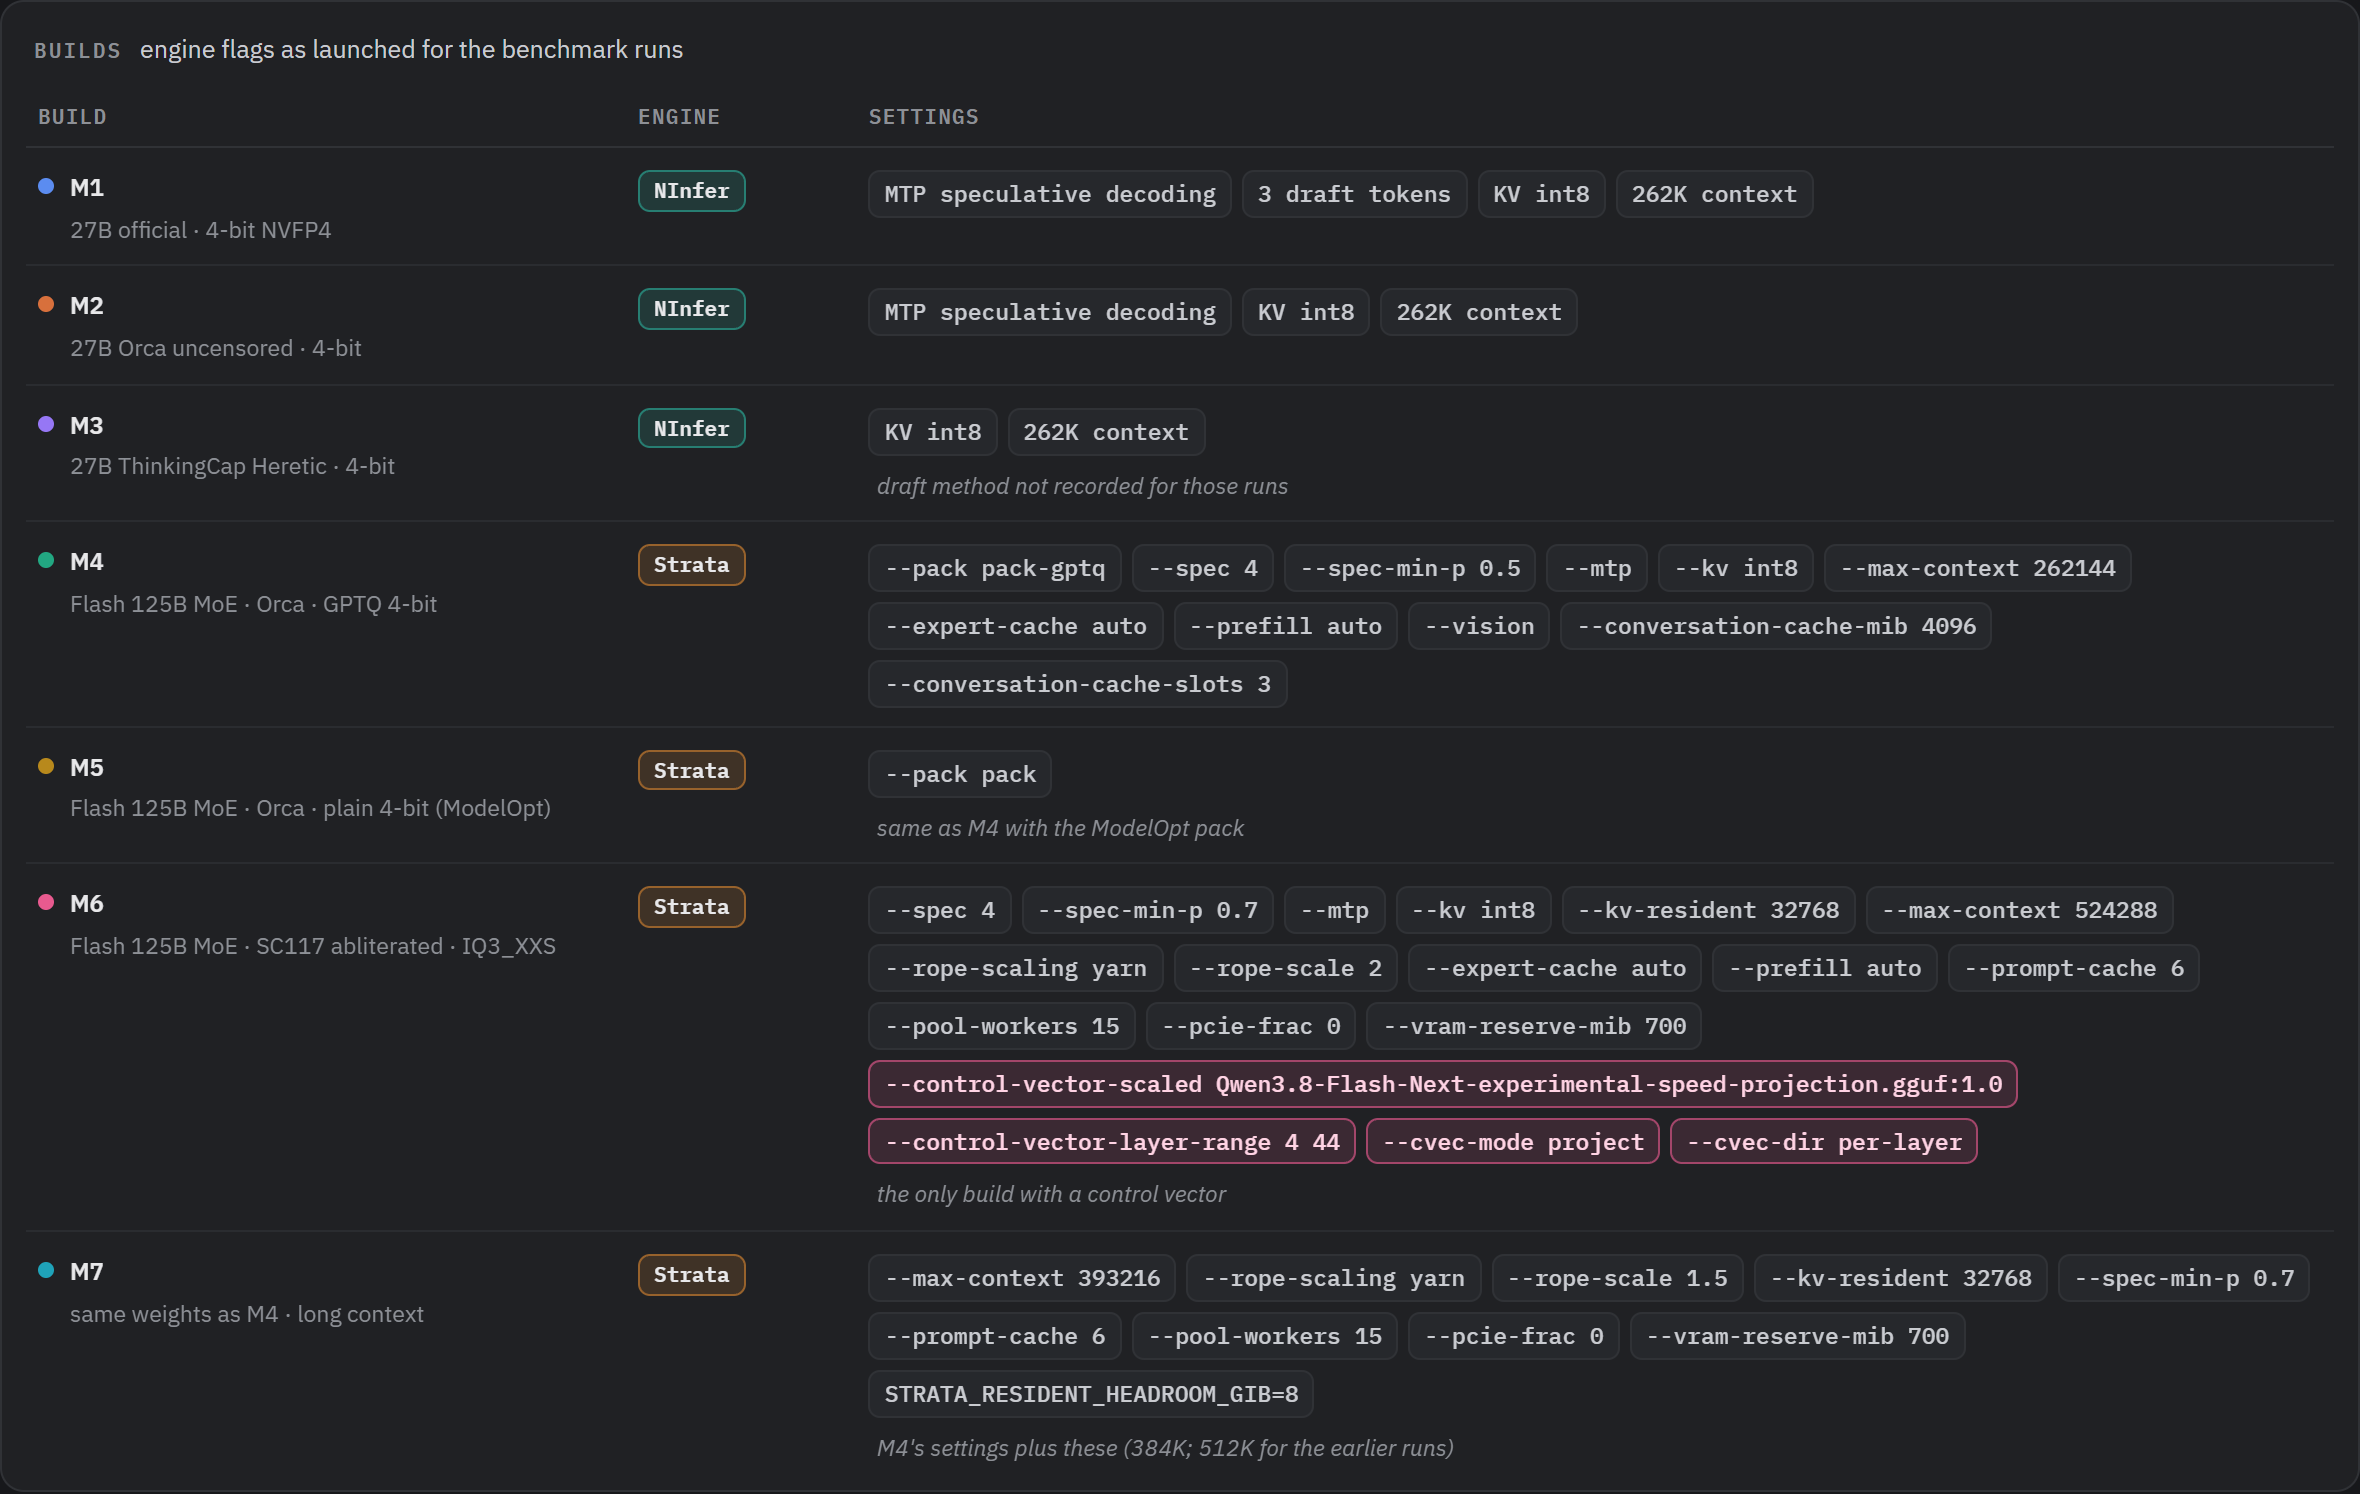 BUILDS engine flags as launched for the benchmark runs
BUILD ENGINE SETTINGS
M1 NInfer MTP speculative decoding 3 draft tokens KV int8 262K context
27B official · 4-bit NVFP4
M2 NInfer MTP speculative decoding KV int8 262K context
27B Orca uncensored · 4-bit
M3 NInfer KV int8 262K context
27B ThinkingCap Heretic · 4-bit
draft method not recorded for those runs
M4 Strata --pack pack-gptq --spec 4 --spec-min-p 0.5 --mtp --kv int8 --max-context 262144
Flash 125B MoE · Orca · GPTQ 4-bit
--expert-cache auto --prefill auto --vision --conversation-cache-mib 4096
--conversation-cache-slots 3
M5 Strata --pack pack
Flash 125B MoE · Orca · plain 4-bit (ModelOpt)
same as M4 with the ModelOpt pack
M6 Strata --spec 4 --spec-min-p 0.7 --mtp --kv int8 --kv-resident 32768 --max-context 524288
Flash 125B MoE · SC117 abliterated · IQ3_XXS
--rope-scaling yarn --rope-scale 2 --expert-cache auto --prefill auto --prompt-cache 6
--pool-workers 15 --pcie-frac 0 --vram-reserve-mib 700
--control-vector-scaled Qwen3.8-Flash-Next-experimental-speed-projection.gguf:1.0
--control-vector-layer-range 4 44 --cvec-mode project --cvec-dir per-layer
the only build with a control vector
M7 Strata --max-context 393216 --rope-scaling yarn --rope-scale 1.5 --kv-resident 32768 --spec-min-p 0.7
same weights as M4 · long context
--prompt-cache 6 --pool-workers 15 --pcie-frac 0 --vram-reserve-mib 700
STRATA_RESIDENT_HEADROOM_GIB=8
M4's settings plus these (384K; 512K for the earlier runs)